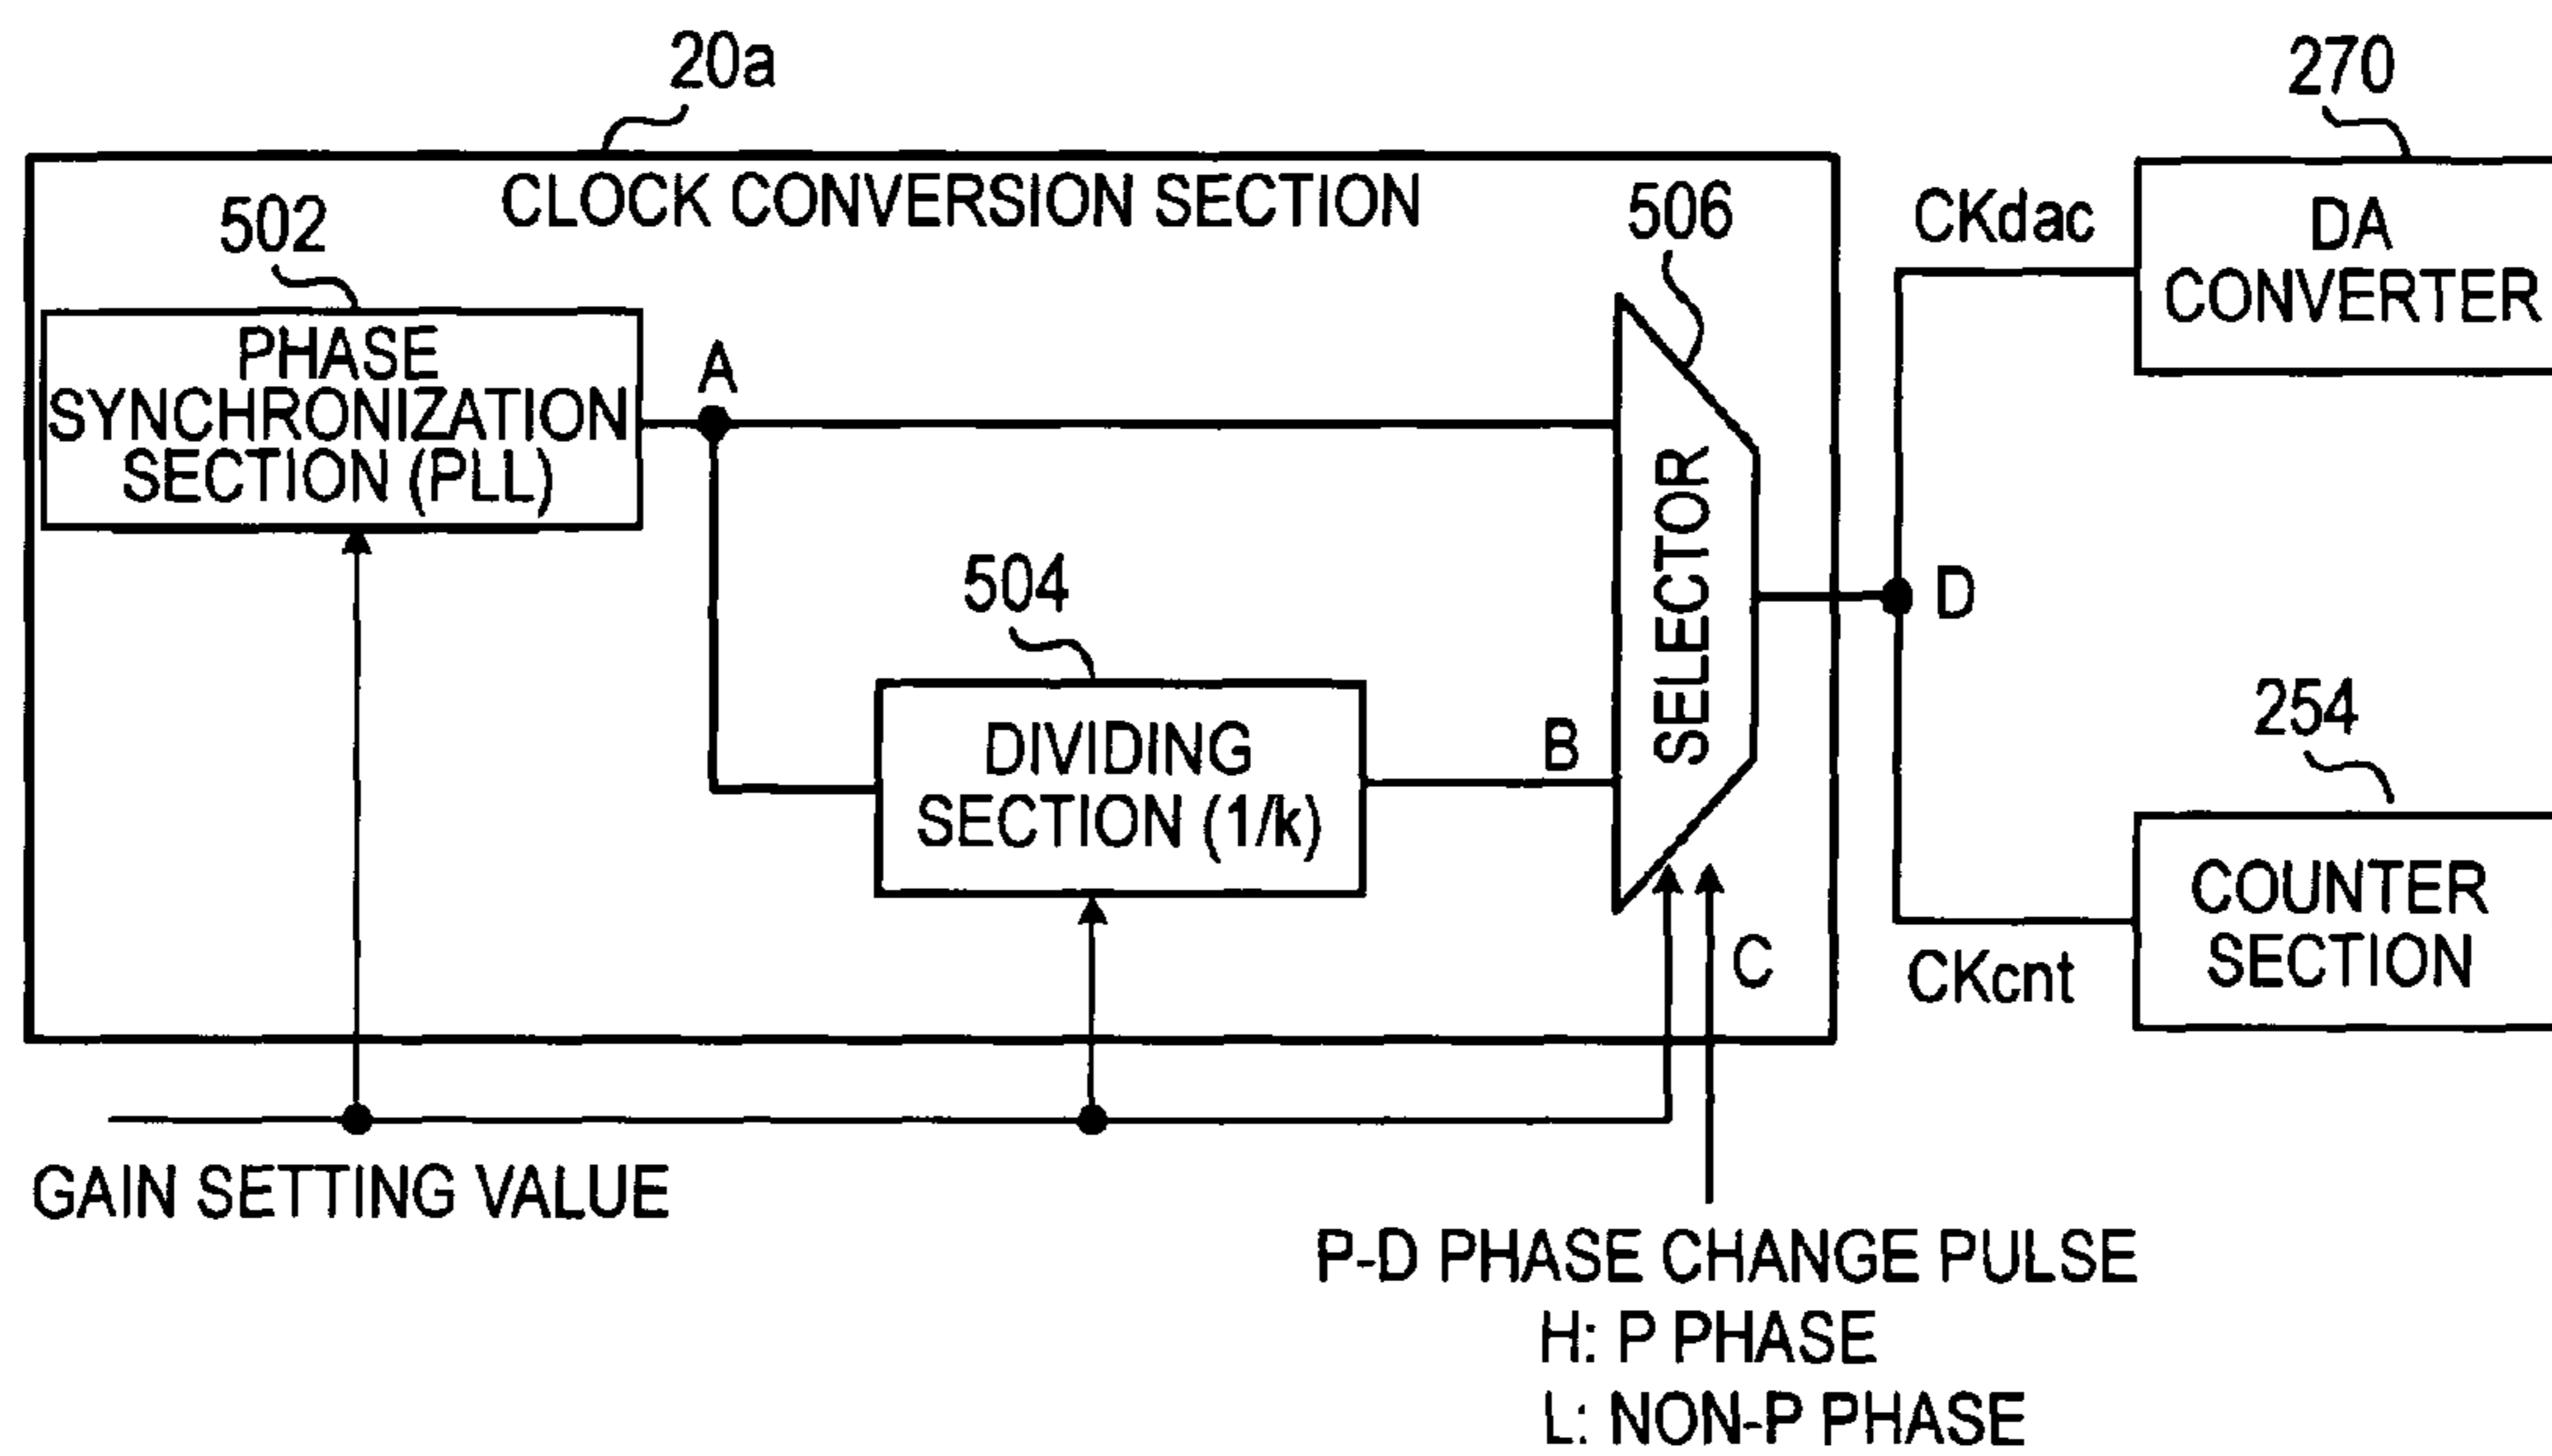 20a
270
CLOCK CONVERSION SECTION
502
506
CKdac
DA
CONVERTER
PHASE
SYNCHRONIZATION
SECTION (PLL)
A
SELECTOR
504
D
DIVIDING
SECTION (1/k)
B
254
COUNTER
SECTION
C
CKcnt
GAIN SETTING VALUE
P-D PHASE CHANGE PULSE
H: P PHASE
L: NON-P PHASE